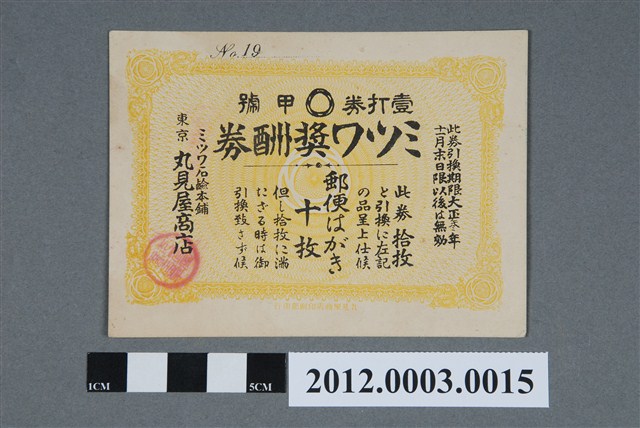 No. 19
壹打券 甲號
ミツワ獎酬券
此券引換期限大正參年
十二月末日限以後は無効
此券拾枚
と引換に左記
の品呈上仕候
郵便はがき
十枚
但し拾枚に満
ざる時は御
引換致さず候
ミツワ石鹼本舗
東京 丸見屋商店
1CM
5CM
2012.0003.0015